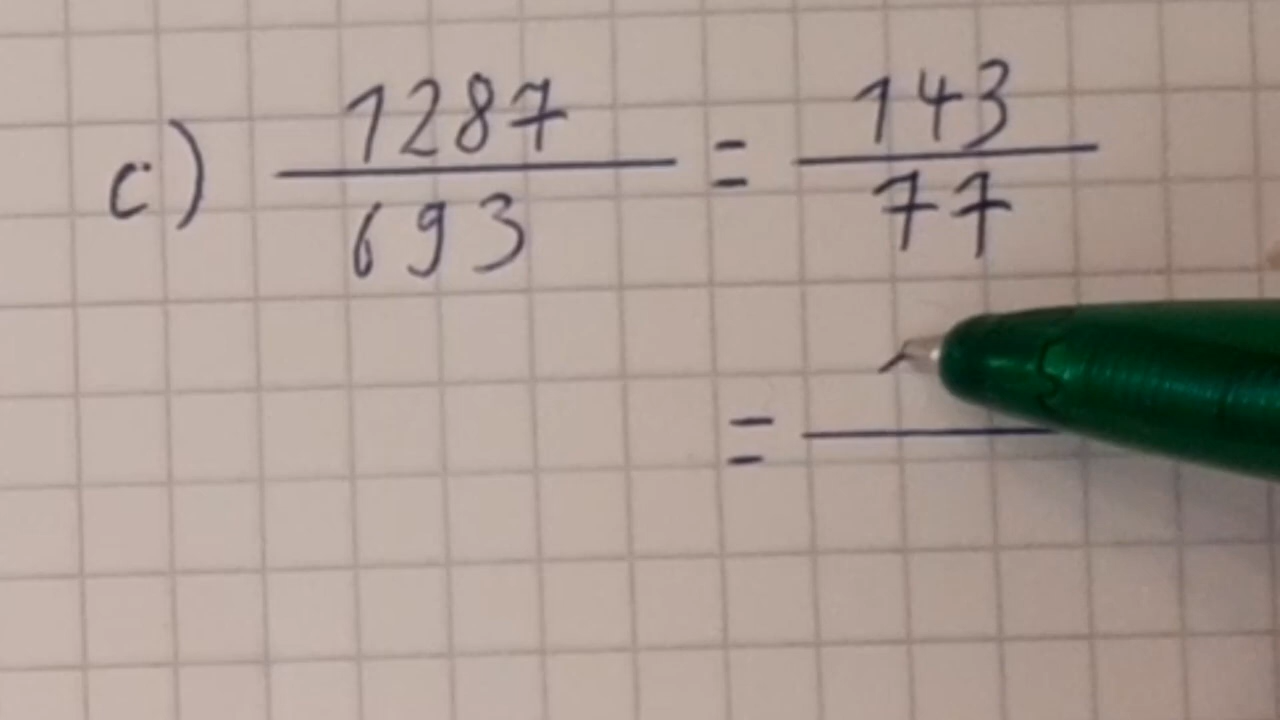 c) 1287/693 = 143/77
=